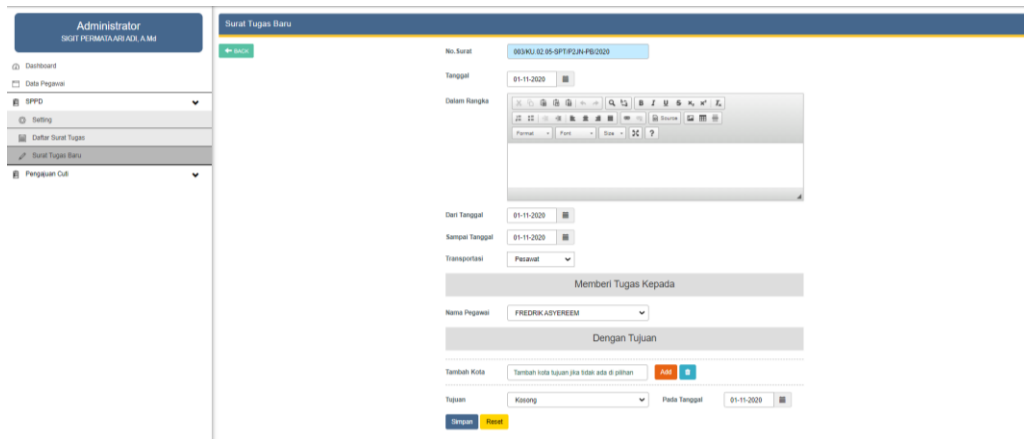 Administrator
SIGIT PERMATA ARI ADI, A.Md
Dashboard
Data Pegawai
SPPD
Setting
Daftar Surat Tugas
Surat Tugas Baru
Pengajuan Cuti
Surat Tugas Baru
BACK
No.Surat 003/KU.02.05-SPT/P2JN-PB/2020
Tanggal 01-11-2020
Dalam Rangka
B I U S x₂ x² Iₓ
Source
Format Font Size ?
Dari Tanggal 01-11-2020
Sampai Tanggal 01-11-2020
Transportasi Pesawat
Memberi Tugas Kepada
Nama Pegawai FREDRIK ASYEREEM
Dengan Tujuan
Tambah Kota Tambah kota tujuan jika tidak ada di pilihan Add
Tujuan Kosong Pada Tanggal 01-11-2020
Simpan Reset